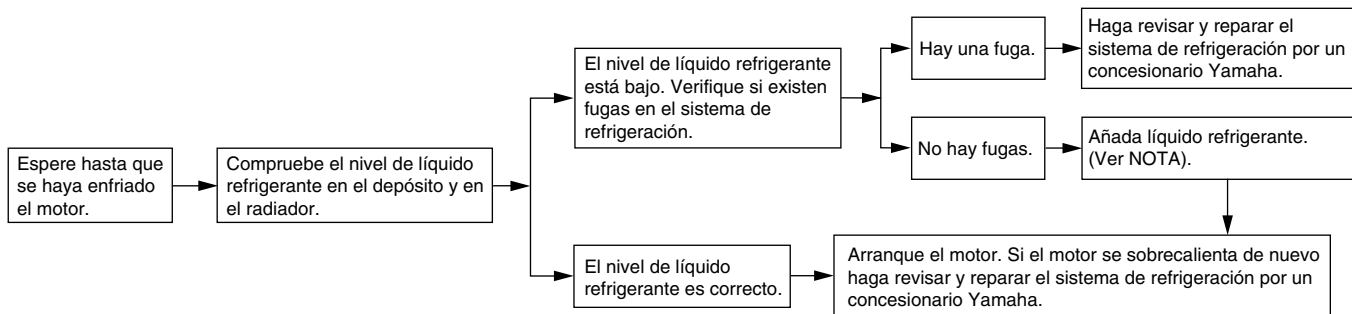 Espere hasta que
se haya enfriado
el motor.
Compruebe el nivel de líquido
refrigerante en el depósito y en
el radiador.
El nivel de líquido refrigerante
está bajo. Verifique si existen
fugas en el sistema de
refrigeración.
Hay una fuga.
Haga revisar y reparar el
sistema de refrigeración por un
concesionario Yamaha.
No hay fugas.
Añada líquido refrigerante.
(Ver NOTA).
El nivel de líquido
refrigerante es correcto.
Arranque el motor. Si el motor se sobrecalienta de nuevo
haga revisar y reparar el sistema de refrigeración por un
concesionario Yamaha.